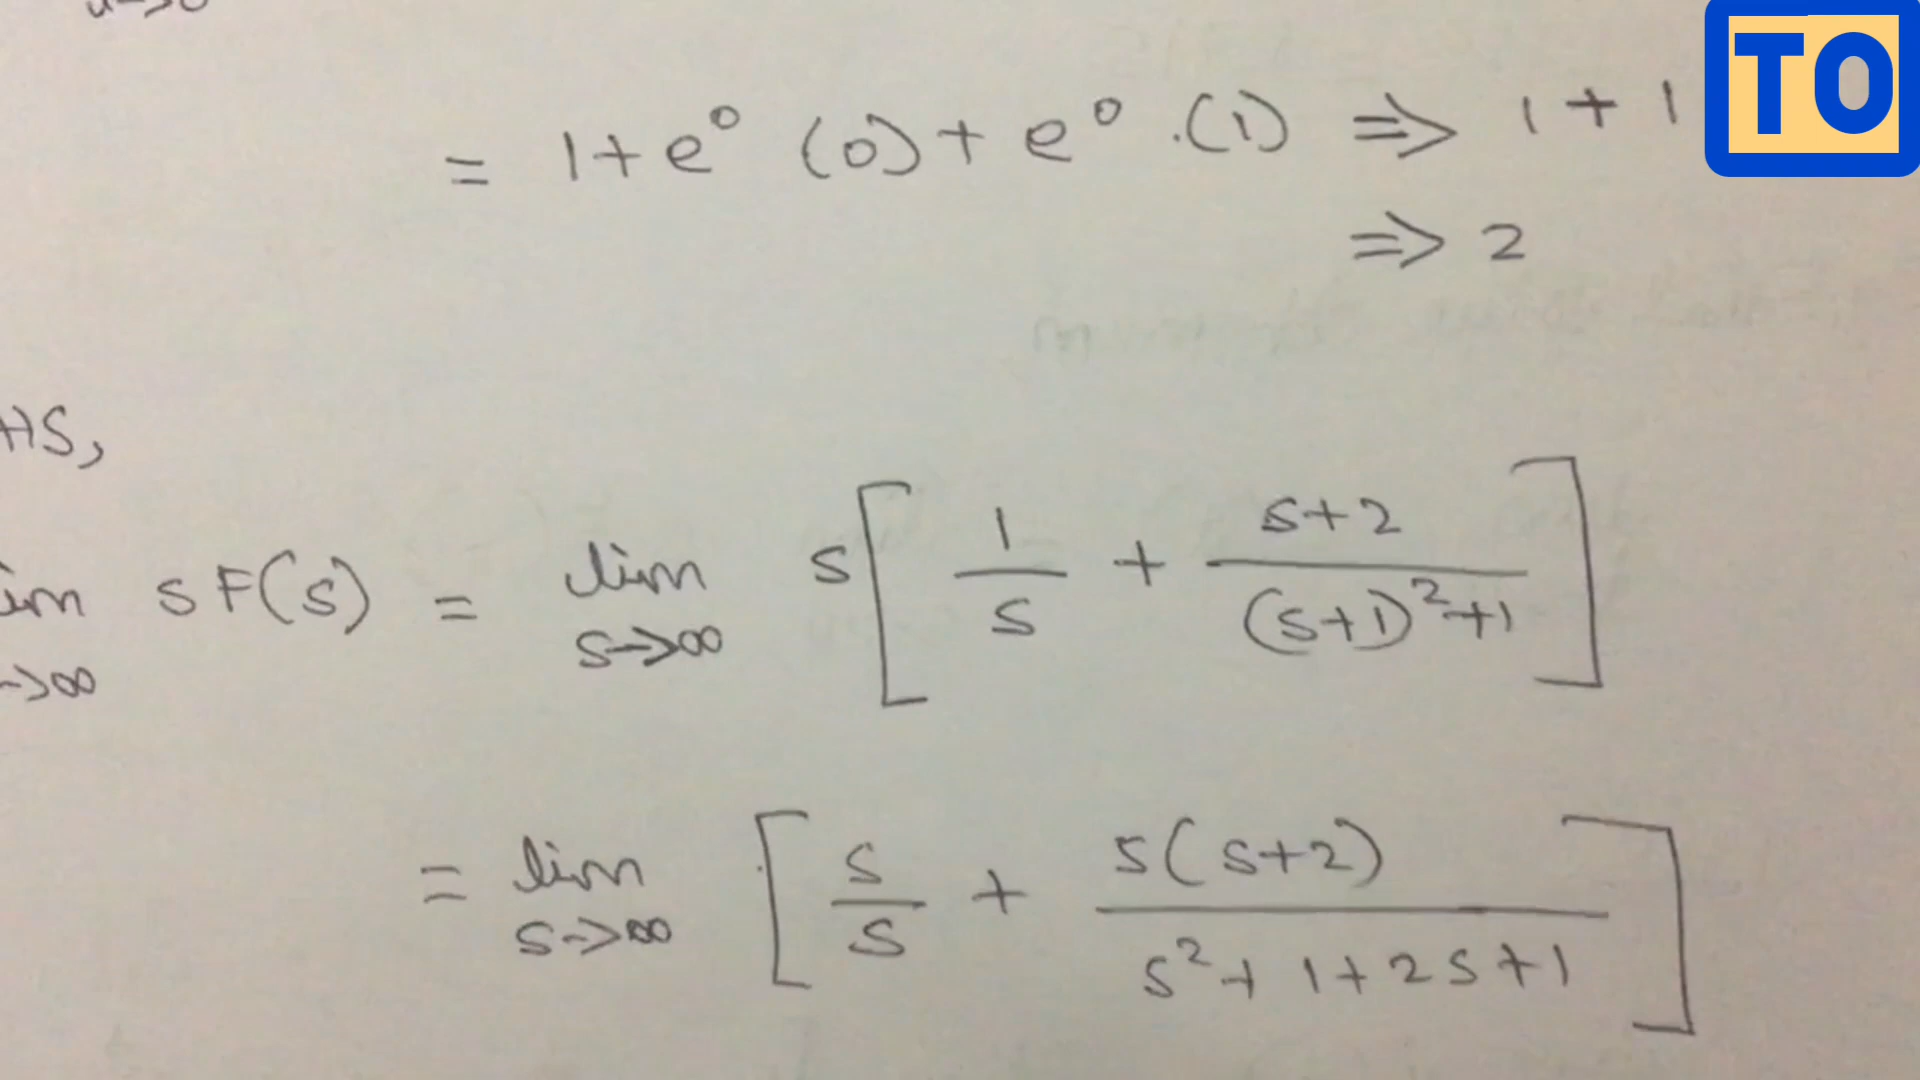 TO
= 1 + e⁰ (0) + e⁰ .(1) ⇒ 1 + 1
⇒ 2
HS,
im sF(s) = lim s [ 1/s + (s+2)/((s+1)²+1) ]
→∞ s→∞
= lim [ s/s + s(s+2)/(s²+1+2s+1) ]
s→∞